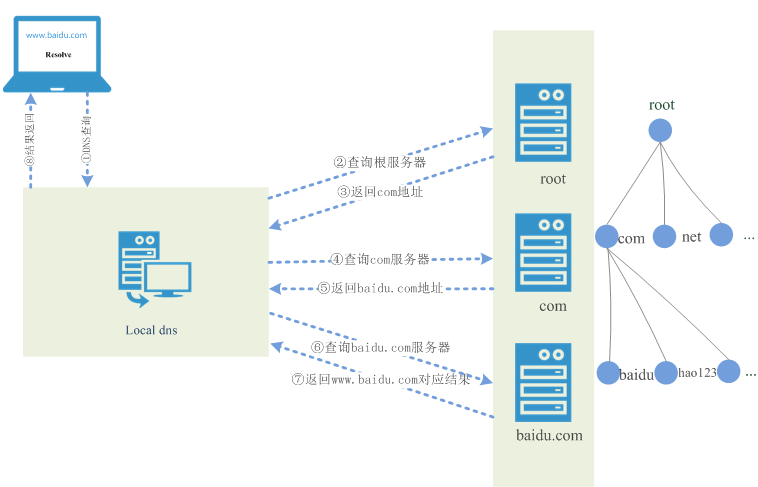 www.baidu.com
Resolve
⑧结果返回
①DNS查询
Local dns
②查询根服务器
③返回com地址
④查询com服务器
⑤返回baidu.com地址
⑥查询baidu.com服务器
⑦返回www.baidu.com对应结果
root
com
baidu.com
root
com
net
...
baidu
hao123
...